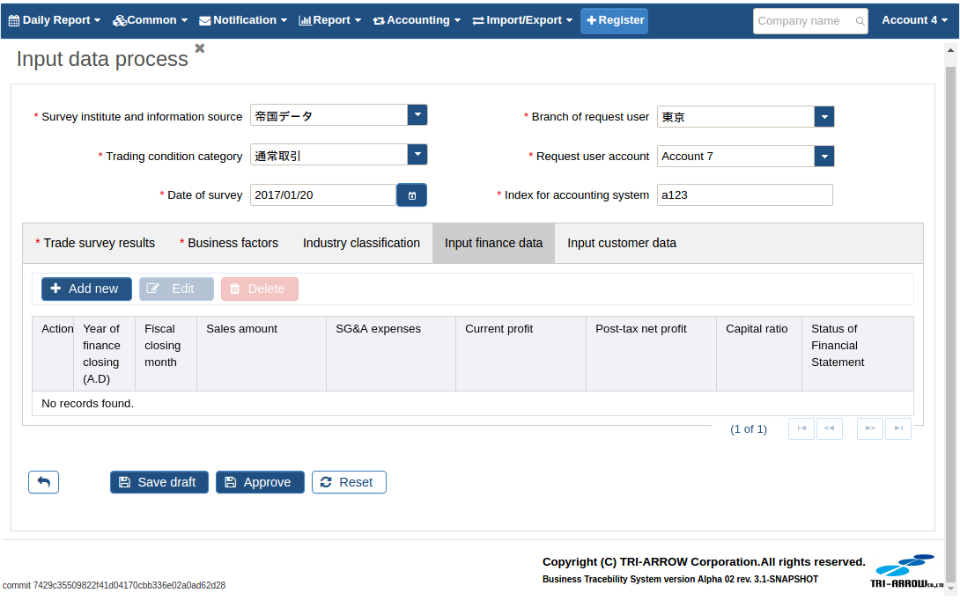 Daily Report Common Notification Report Accounting Import/Export + Register Company name Account 4
Input data process
* Survey institute and information source 帝国データ * Branch of request user 東京
* Trading condition category 通常取引 * Request user account Account 7
* Date of survey 2017/01/20 * Index for accounting system a123
* Trade survey results * Business factors Industry classification Input finance data Input customer data
+ Add new Edit Delete
Action Year of finance closing (A.D) Fiscal closing month Sales amount SG&A expenses Current profit Post-tax net profit Capital ratio Status of Financial Statement
No records found.
(1 of 1)
Save draft Approve Reset
Copyright (C) TRI-ARROW Corporation.All rights reserved.
Business Tracebility System version Alpha 02 rev. 3.1-SNAPSHOT
TRI-ARROW
commit 7429c35509822f41d04170cbb336e02a0ad62d28